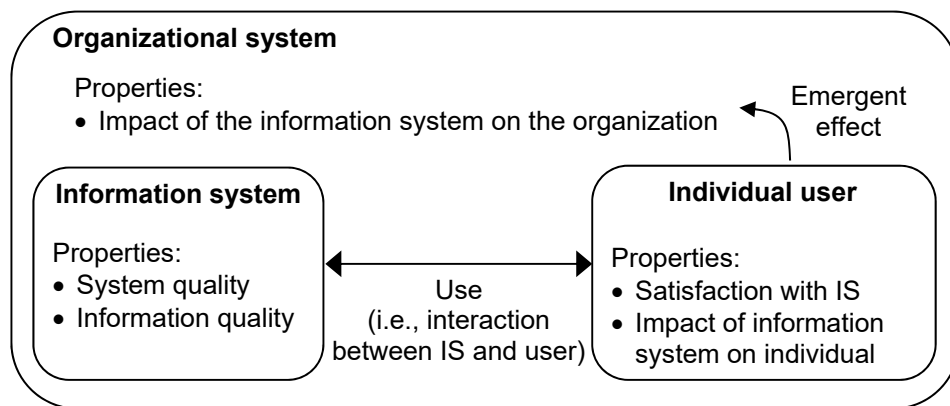 Organizational system
Properties:
• Impact of the information system on the organization
Emergent
effect
Information system
Properties:
• System quality
• Information quality
Use
(i.e., interaction
between IS and user)
Individual user
Properties:
• Satisfaction with IS
• Impact of information
system on individual